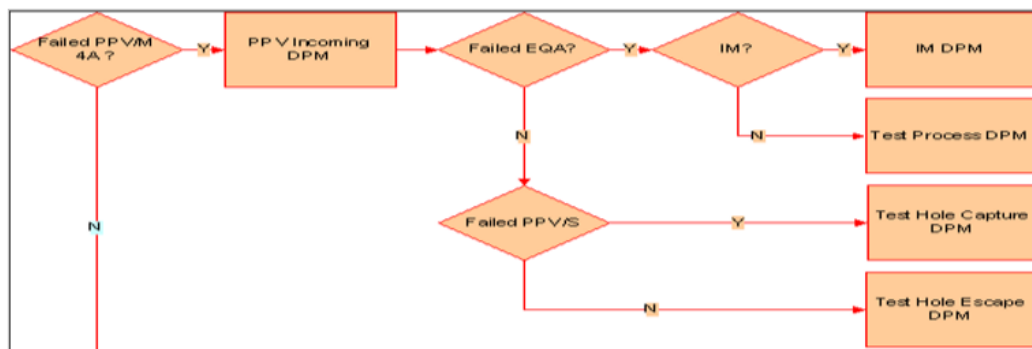 Failed PPV/M
4A ?
Y
PPV Incoming
DPM
Failed EQA?
Y
IM?
Y
IM DPM
N
N
Test Process DPM
N
Failed PPV/S
Y
Test Hole Capture
DPM
N
Test Hole Escape
DPM